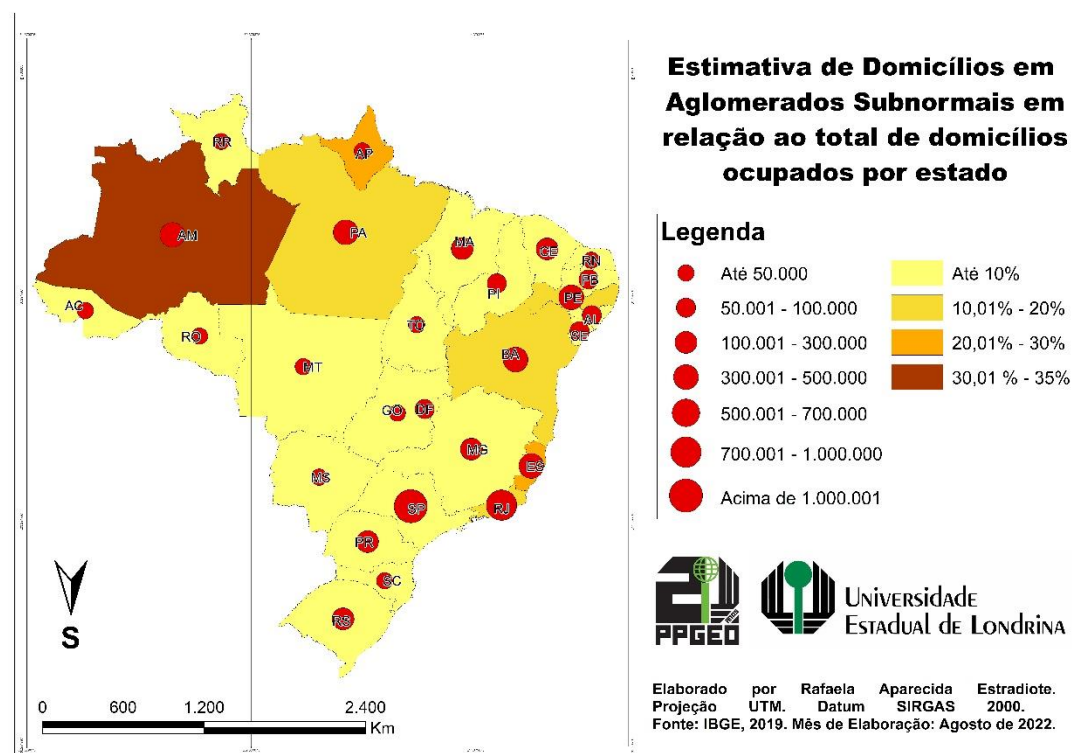 Estimativa de Domicílios em
Aglomerados Subnormais em
relação ao total de domicílios
ocupados por estado
Legenda
Até 50.000
50.001 - 100.000
100.001 - 300.000
300.001 - 500.000
500.001 - 700.000
700.001 - 1.000.000
Acima de 1.000.001
Até 10%
10,01% - 20%
20,01% - 30%
30,01 % - 35%
RR
AP
AM
PA
MA
CE
RN
PB
PI
PE
AL
SE
AC
RO
TO
BA
MT
GO
DF
MG
ES
MS
SP
RJ
PR
SC
RS
S
0 600 1.200 2.400
Km
PPGEO
UNIVERSIDADE
ESTADUAL DE LONDRINA
Elaborado por Rafaela Aparecida Estradiote.
Projeção UTM. Datum SIRGAS 2000.
Fonte: IBGE, 2019. Mês de Elaboração: Agosto de 2022.